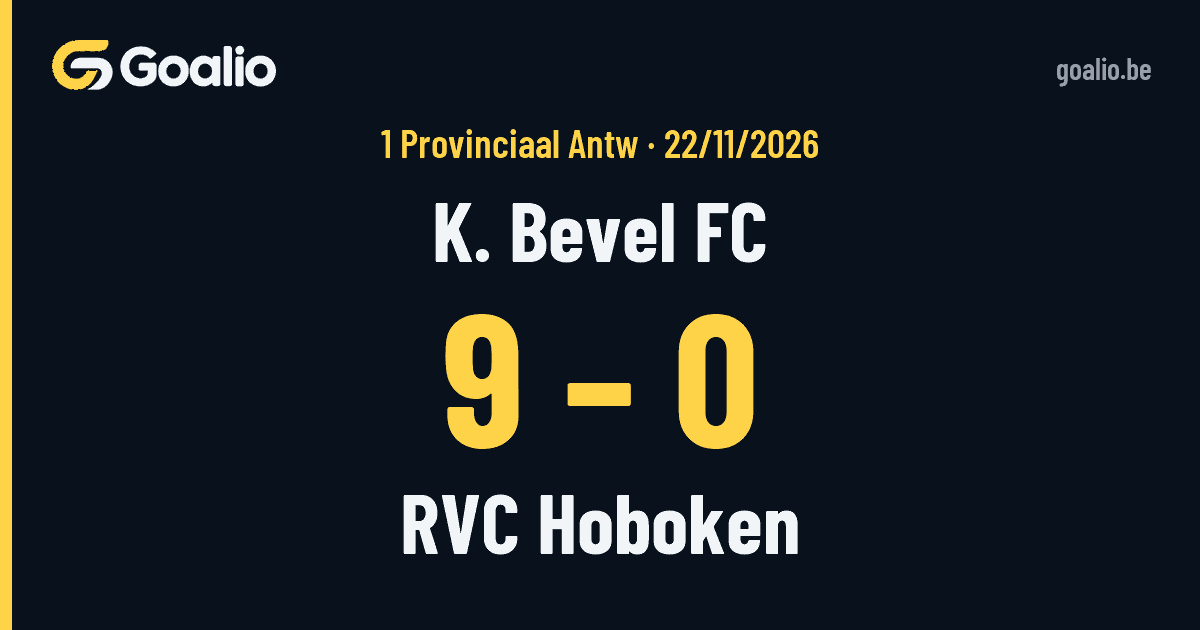 Goalio
goalio.be
1 Provinciaal Antw · 22/11/2026
K. Bevel FC
9 – 0
RVC Hoboken